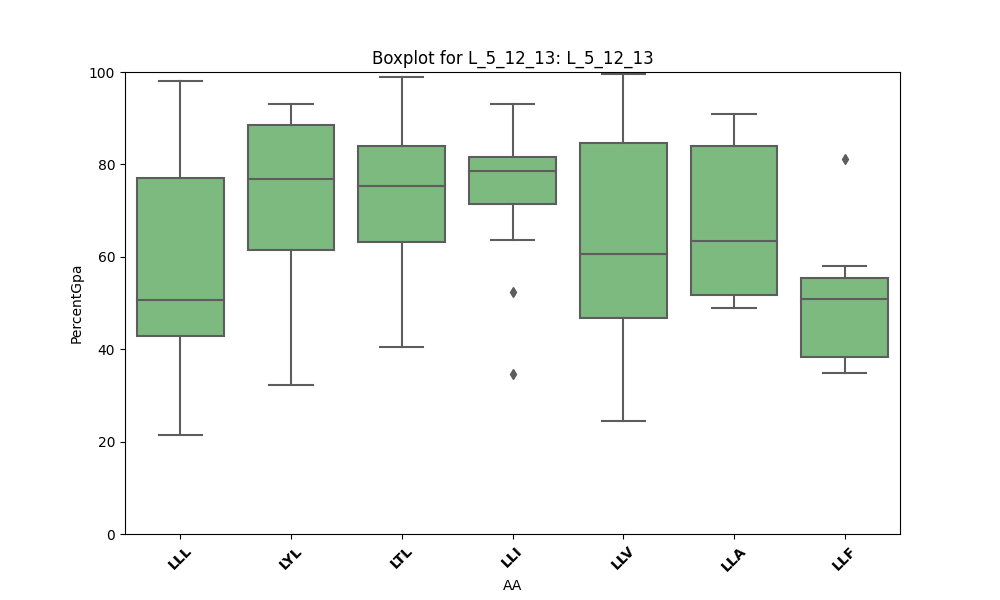 Boxplot for L_5_12_13: L_5_12_13
100
80
60
40
20
0
PercentGpa
LLL
LYL
LTL
LLI
LLV
LLA
LLF
AA